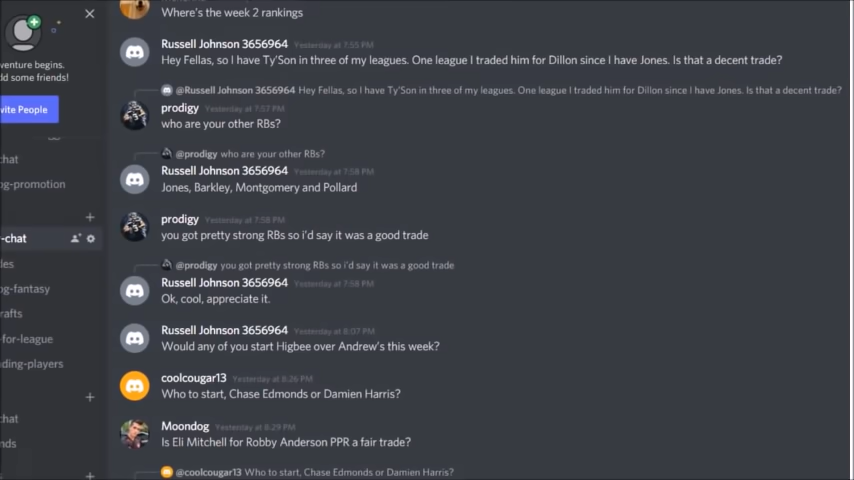 Where's the week 2 rankings
venture begins.
dd some friends!
vite People
chat
og-promotion
-chat
les
og-fantasy
rafts
-for-league
nding-players
chat
nds
Russell Johnson 3656964 Yesterday at 7:55 PM
Hey Fellas, so I have Ty'Son in three of my leagues. One league I traded him for Dillon since I have Jones. Is that a decent trade?
@Russell Johnson 3656964 Hey Fellas, so I have Ty'Son in three of my leagues. One league I traded him for Dillon since I have Jones. Is that a decent trade?
prodigy Yesterday at 7:57 PM
who are your other RBs?
@prodigy who are your other RBs?
Russell Johnson 3656964 Yesterday at 7:58 PM
Jones, Barkley, Montgomery and Pollard
prodigy Yesterday at 7:58 PM
you got pretty strong RBs so i'd say it was a good trade
@prodigy you got pretty strong RBs so i'd say it was a good trade
Russell Johnson 3656964 Yesterday at 7:58 PM
Ok, cool, appreciate it.
Russell Johnson 3656964 Yesterday at 8:07 PM
Would any of you start Higbee over Andrew's this week?
coolcougar13 Yesterday at 8:26 PM
Who to start, Chase Edmonds or Damien Harris?
Moondog Yesterday at 8:29 PM
Is Eli Mitchell for Robby Anderson PPR a fair trade?
@coolcougar13 Who to start, Chase Edmonds or Damien Harris?